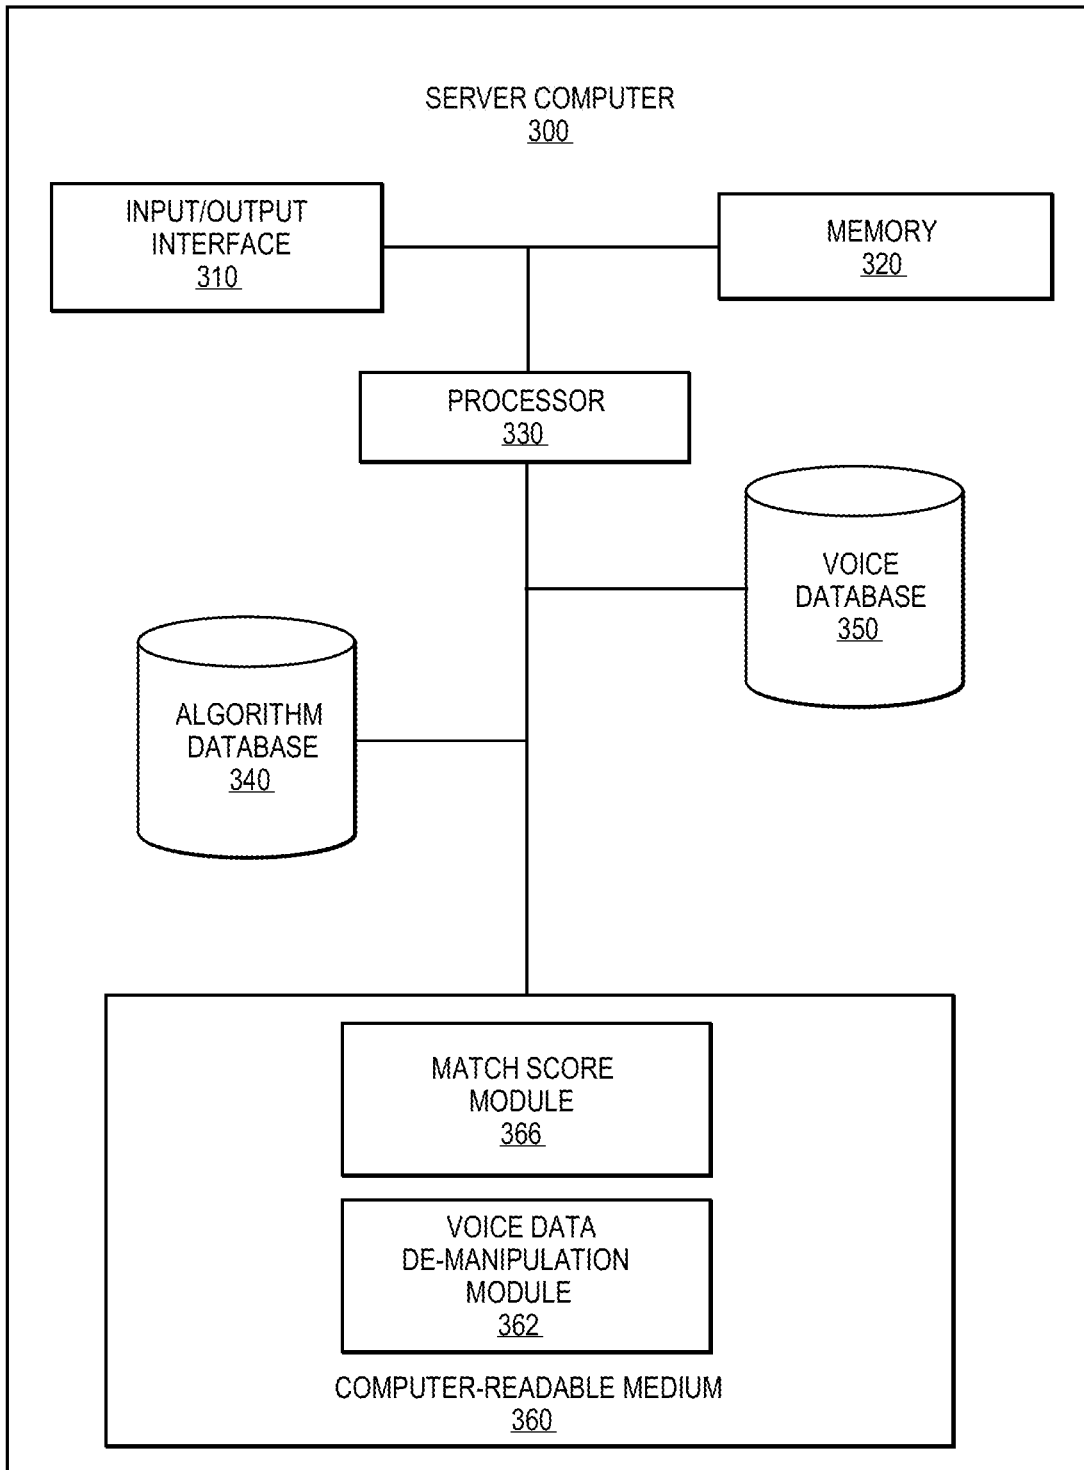 SERVER COMPUTER
300
INPUT/OUTPUT
INTERFACE
310
MEMORY
320
PROCESSOR
330
VOICE
DATABASE
350
ALGORITHM
DATABASE
340
MATCH SCORE
MODULE
366
VOICE DATA
DE-MANIPULATION
MODULE
362
COMPUTER-READABLE MEDIUM
360